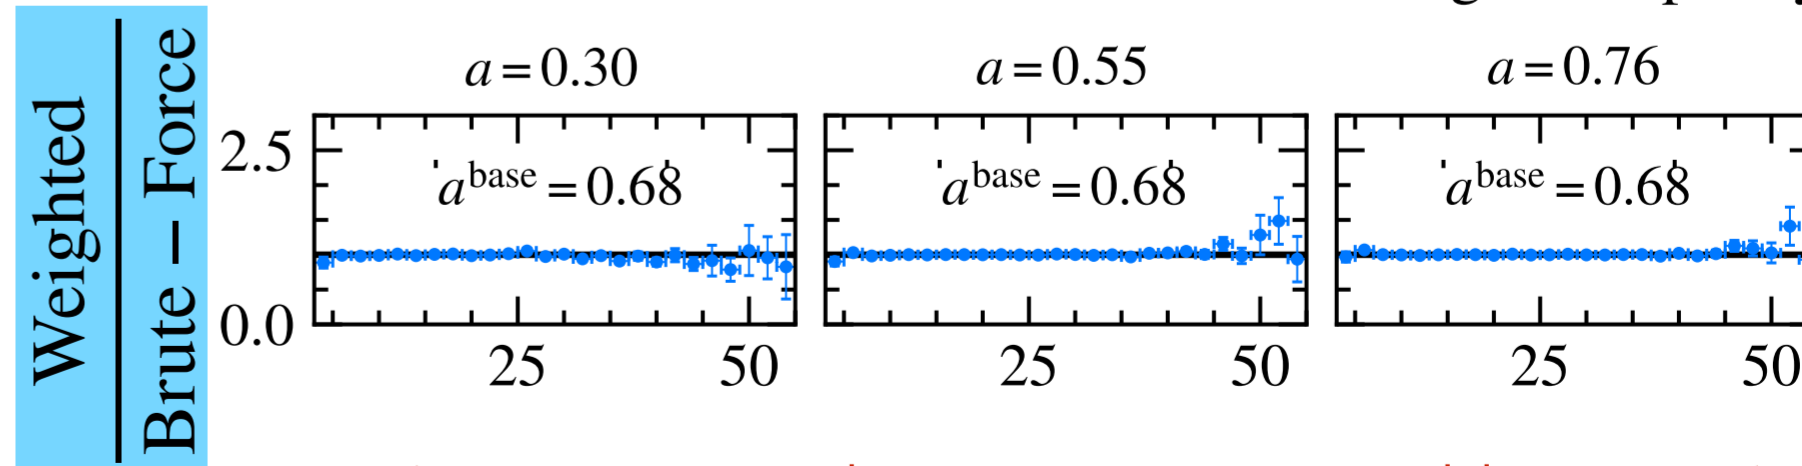 Weighted
Brute – Force
a = 0.30
a = 0.55
a = 0.76
2.5
0.0
a^base = 0.68
a^base = 0.68
a^base = 0.68
25 50
25 50
25 50